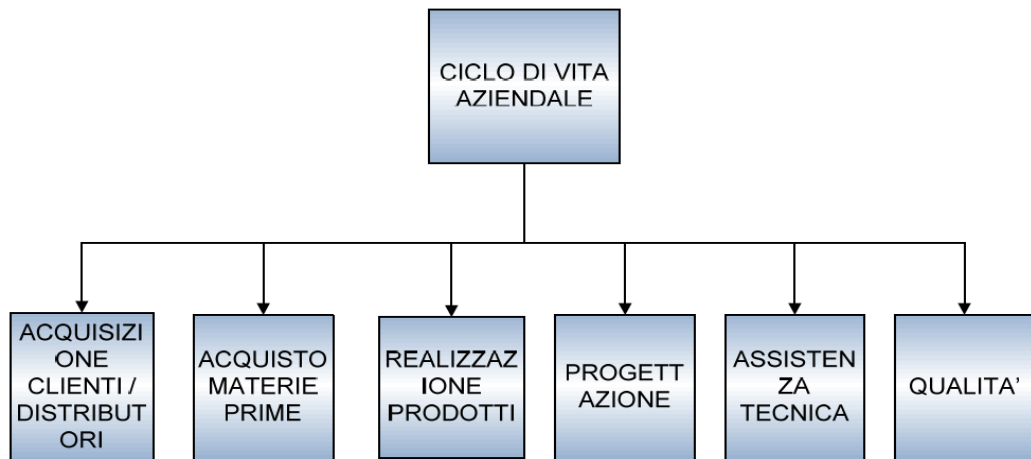 CICLO DI VITA
AZIENDALE
ACQUISIZI
ONE
CLIENTI /
DISTRIBUT
ORI
ACQUISTO
MATERIE
PRIME
REALIZZAZ
IONE
PRODOTTI
PROGETT
AZIONE
ASSISTEN
ZA
TECNICA
QUALITA’